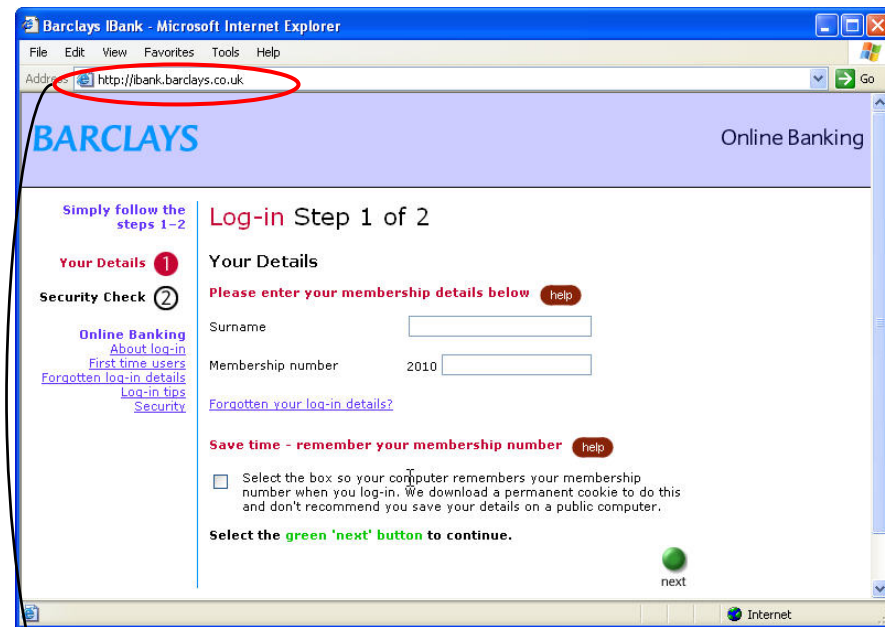 Barclays IBank - Microsoft Internet Explorer
File Edit View Favorites Tools Help
Address http://ibank.barclays.co.uk Go
BARCLAYS
Online Banking
Simply follow the
steps 1-2
Your Details 1
Security Check 2
Online Banking
About log-in
First time users
Forgotten log-in details
Log-in tips
Security
Log-in Step 1 of 2
Your Details
Please enter your membership details below help
Surname
Membership number 2010
Forgotten your log-in details?
Save time - remember your membership number help
Select the box so your computer remembers your membership
number when you log-in. We download a permanent cookie to do this
and don't recommend you save your details on a public computer.
Select the green 'next' button to continue.
next
Internet